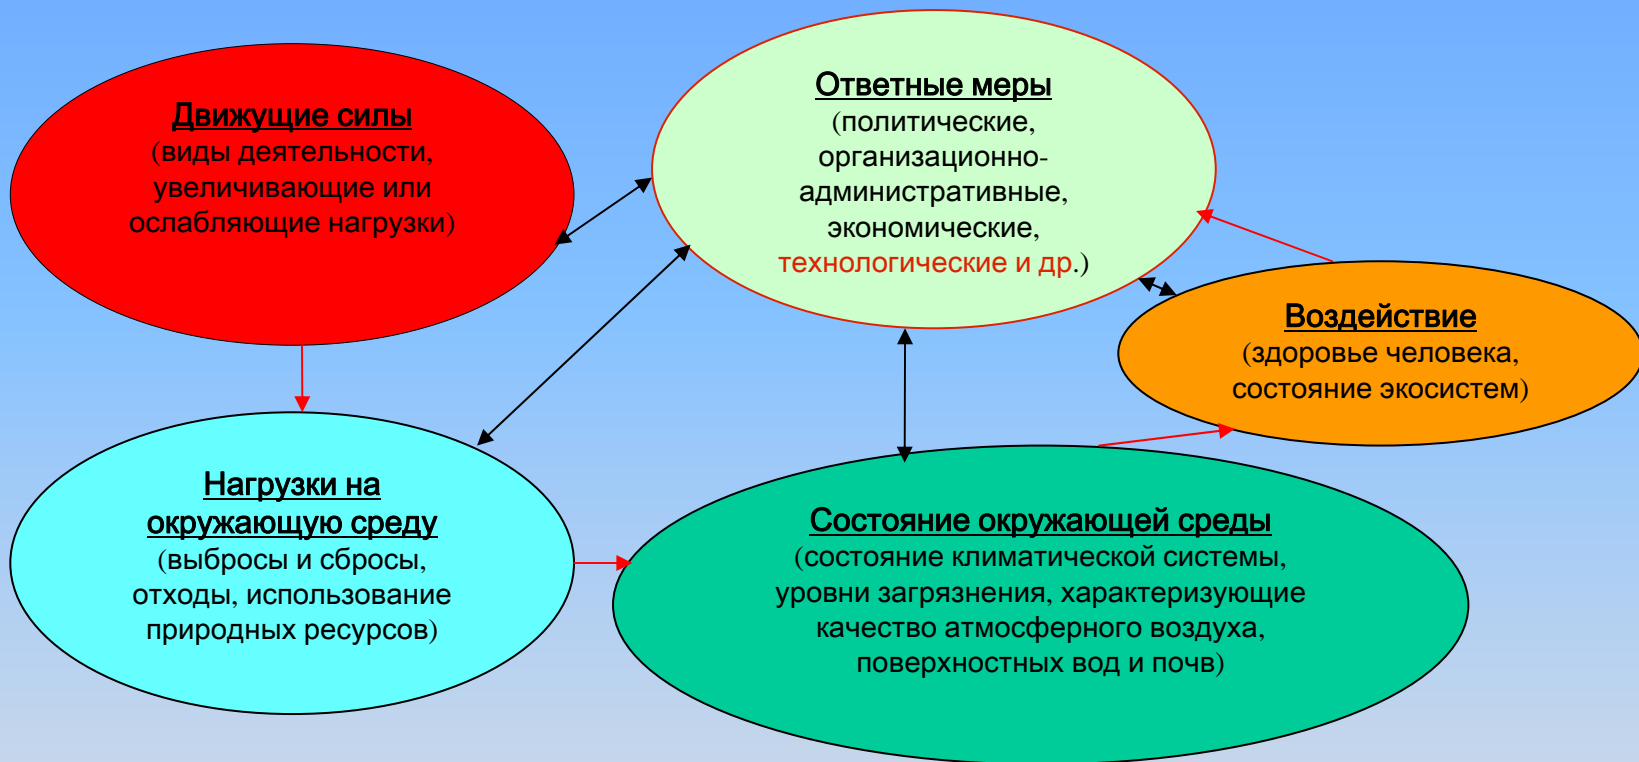 Движущие силы
(виды деятельности,
увеличивающие или
ослабляющие нагрузки)
Ответные меры
(политические,
организационно-
административные,
экономические,
технологические и др.)
Воздействие
(здоровье человека,
состояние экосистем)
Нагрузки на
окружающую среду
(выбросы и сбросы,
отходы, использование
природных ресурсов)
Состояние окружающей среды
(состояние климатической системы,
уровни загрязнения, характеризующие
качество атмосферного воздуха,
поверхностных вод и почв)